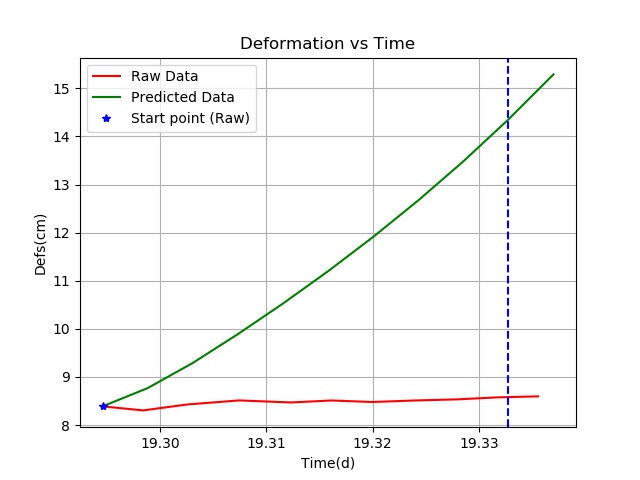 Deformation vs Time
Raw Data
Predicted Data
Start point (Raw)
15
14
13
12
11
10
9
8
Defs(cm)
19.30 19.31 19.32 19.33
Time(d)